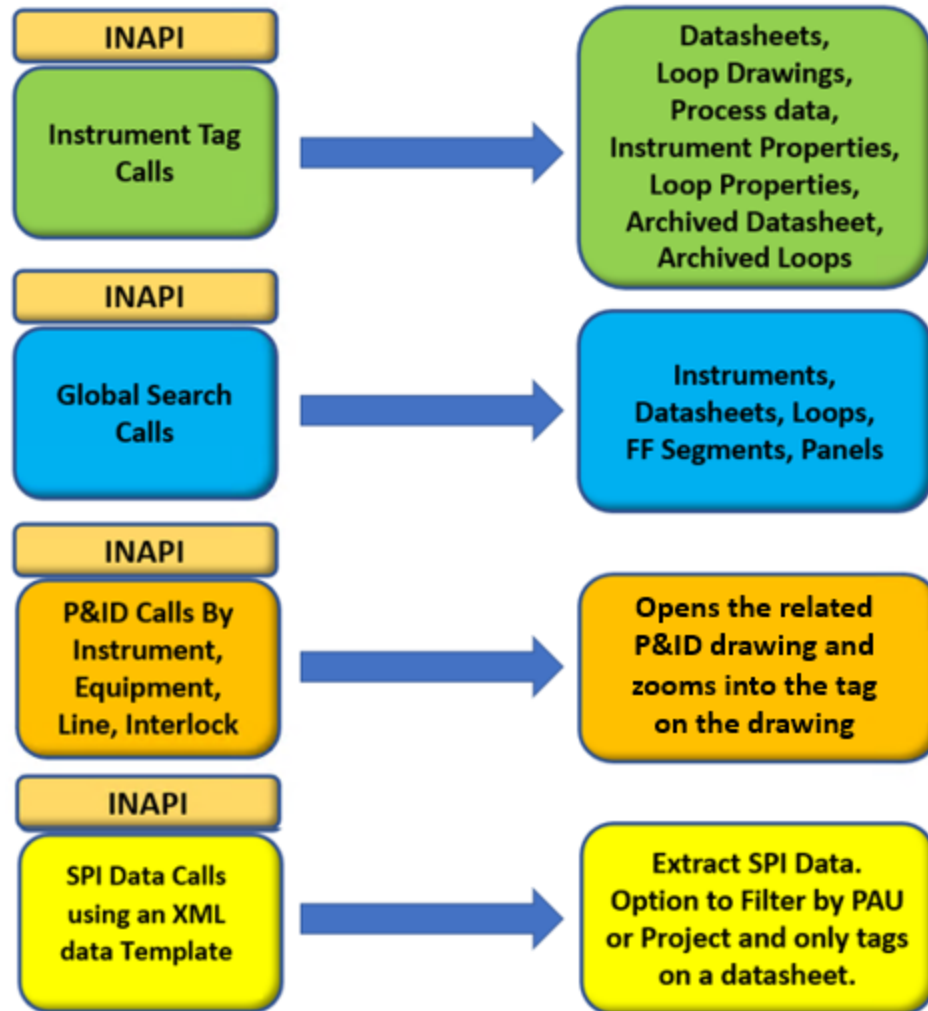 INAPI
Instrument Tag
Calls
Datasheets,
Loop Drawings,
Process data,
Instrument Properties,
Loop Properties,
Archived Datasheet,
Archived Loops
INAPI
Global Search
Calls
Instruments,
Datasheets, Loops,
FF Segments, Panels
INAPI
P&ID Calls By
Instrument,
Equipment,
Line, Interlock
Opens the related
P&ID drawing and
zooms into the tag
on the drawing
INAPI
SPI Data Calls
using an XML
data Template
Extract SPI Data.
Option to Filter by PAU
or Project and only tags
on a datasheet.